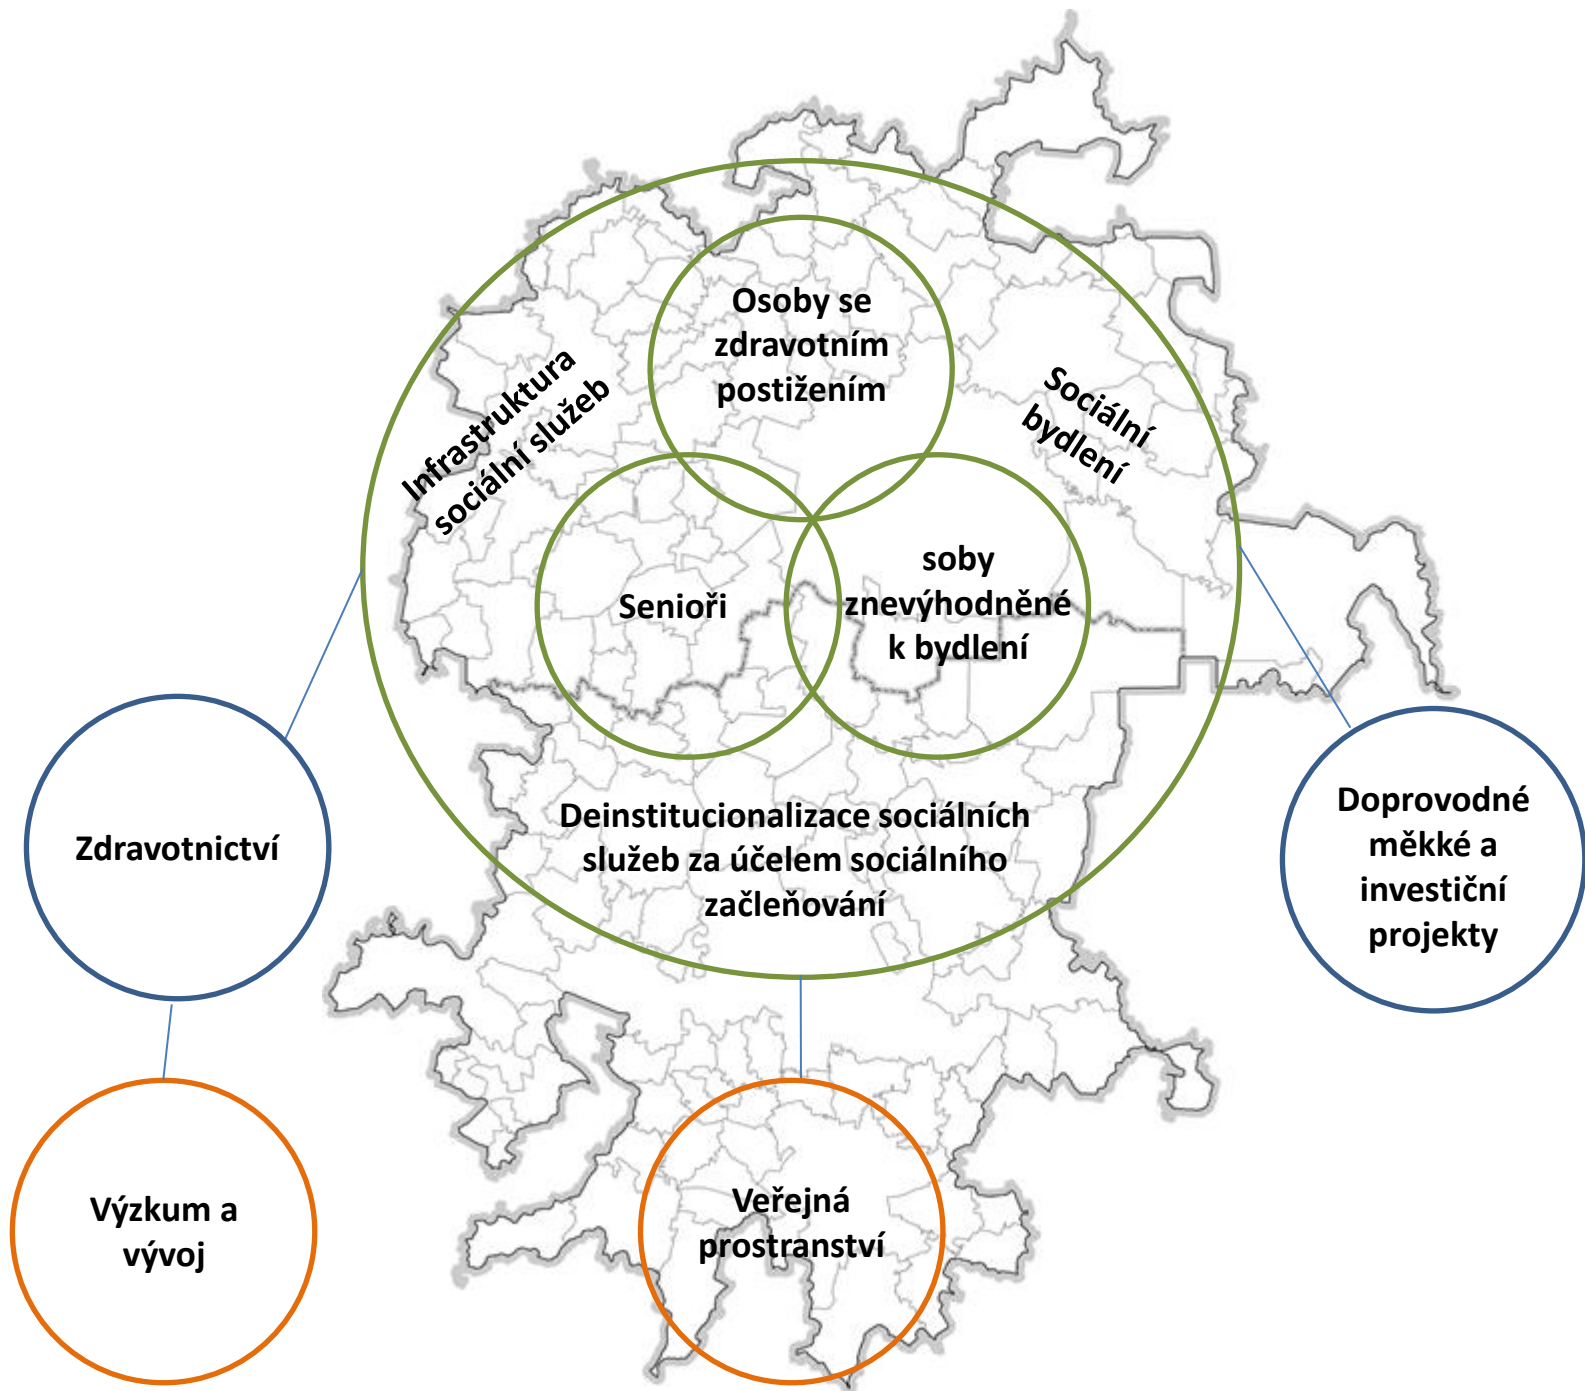 Osoby se
zdravotním
postižením
Infrastruktura
sociální služeb
Sociální
bydlení
Senioři
soby
znevýhodněné
k bydlení
Deinstitucionalizace sociálních
služeb za účelem sociálního
začleňování
Zdravotnictví
Doprovodné
měkké a
investiční
projekty
Výzkum a
vývoj
Veřejná
prostranství